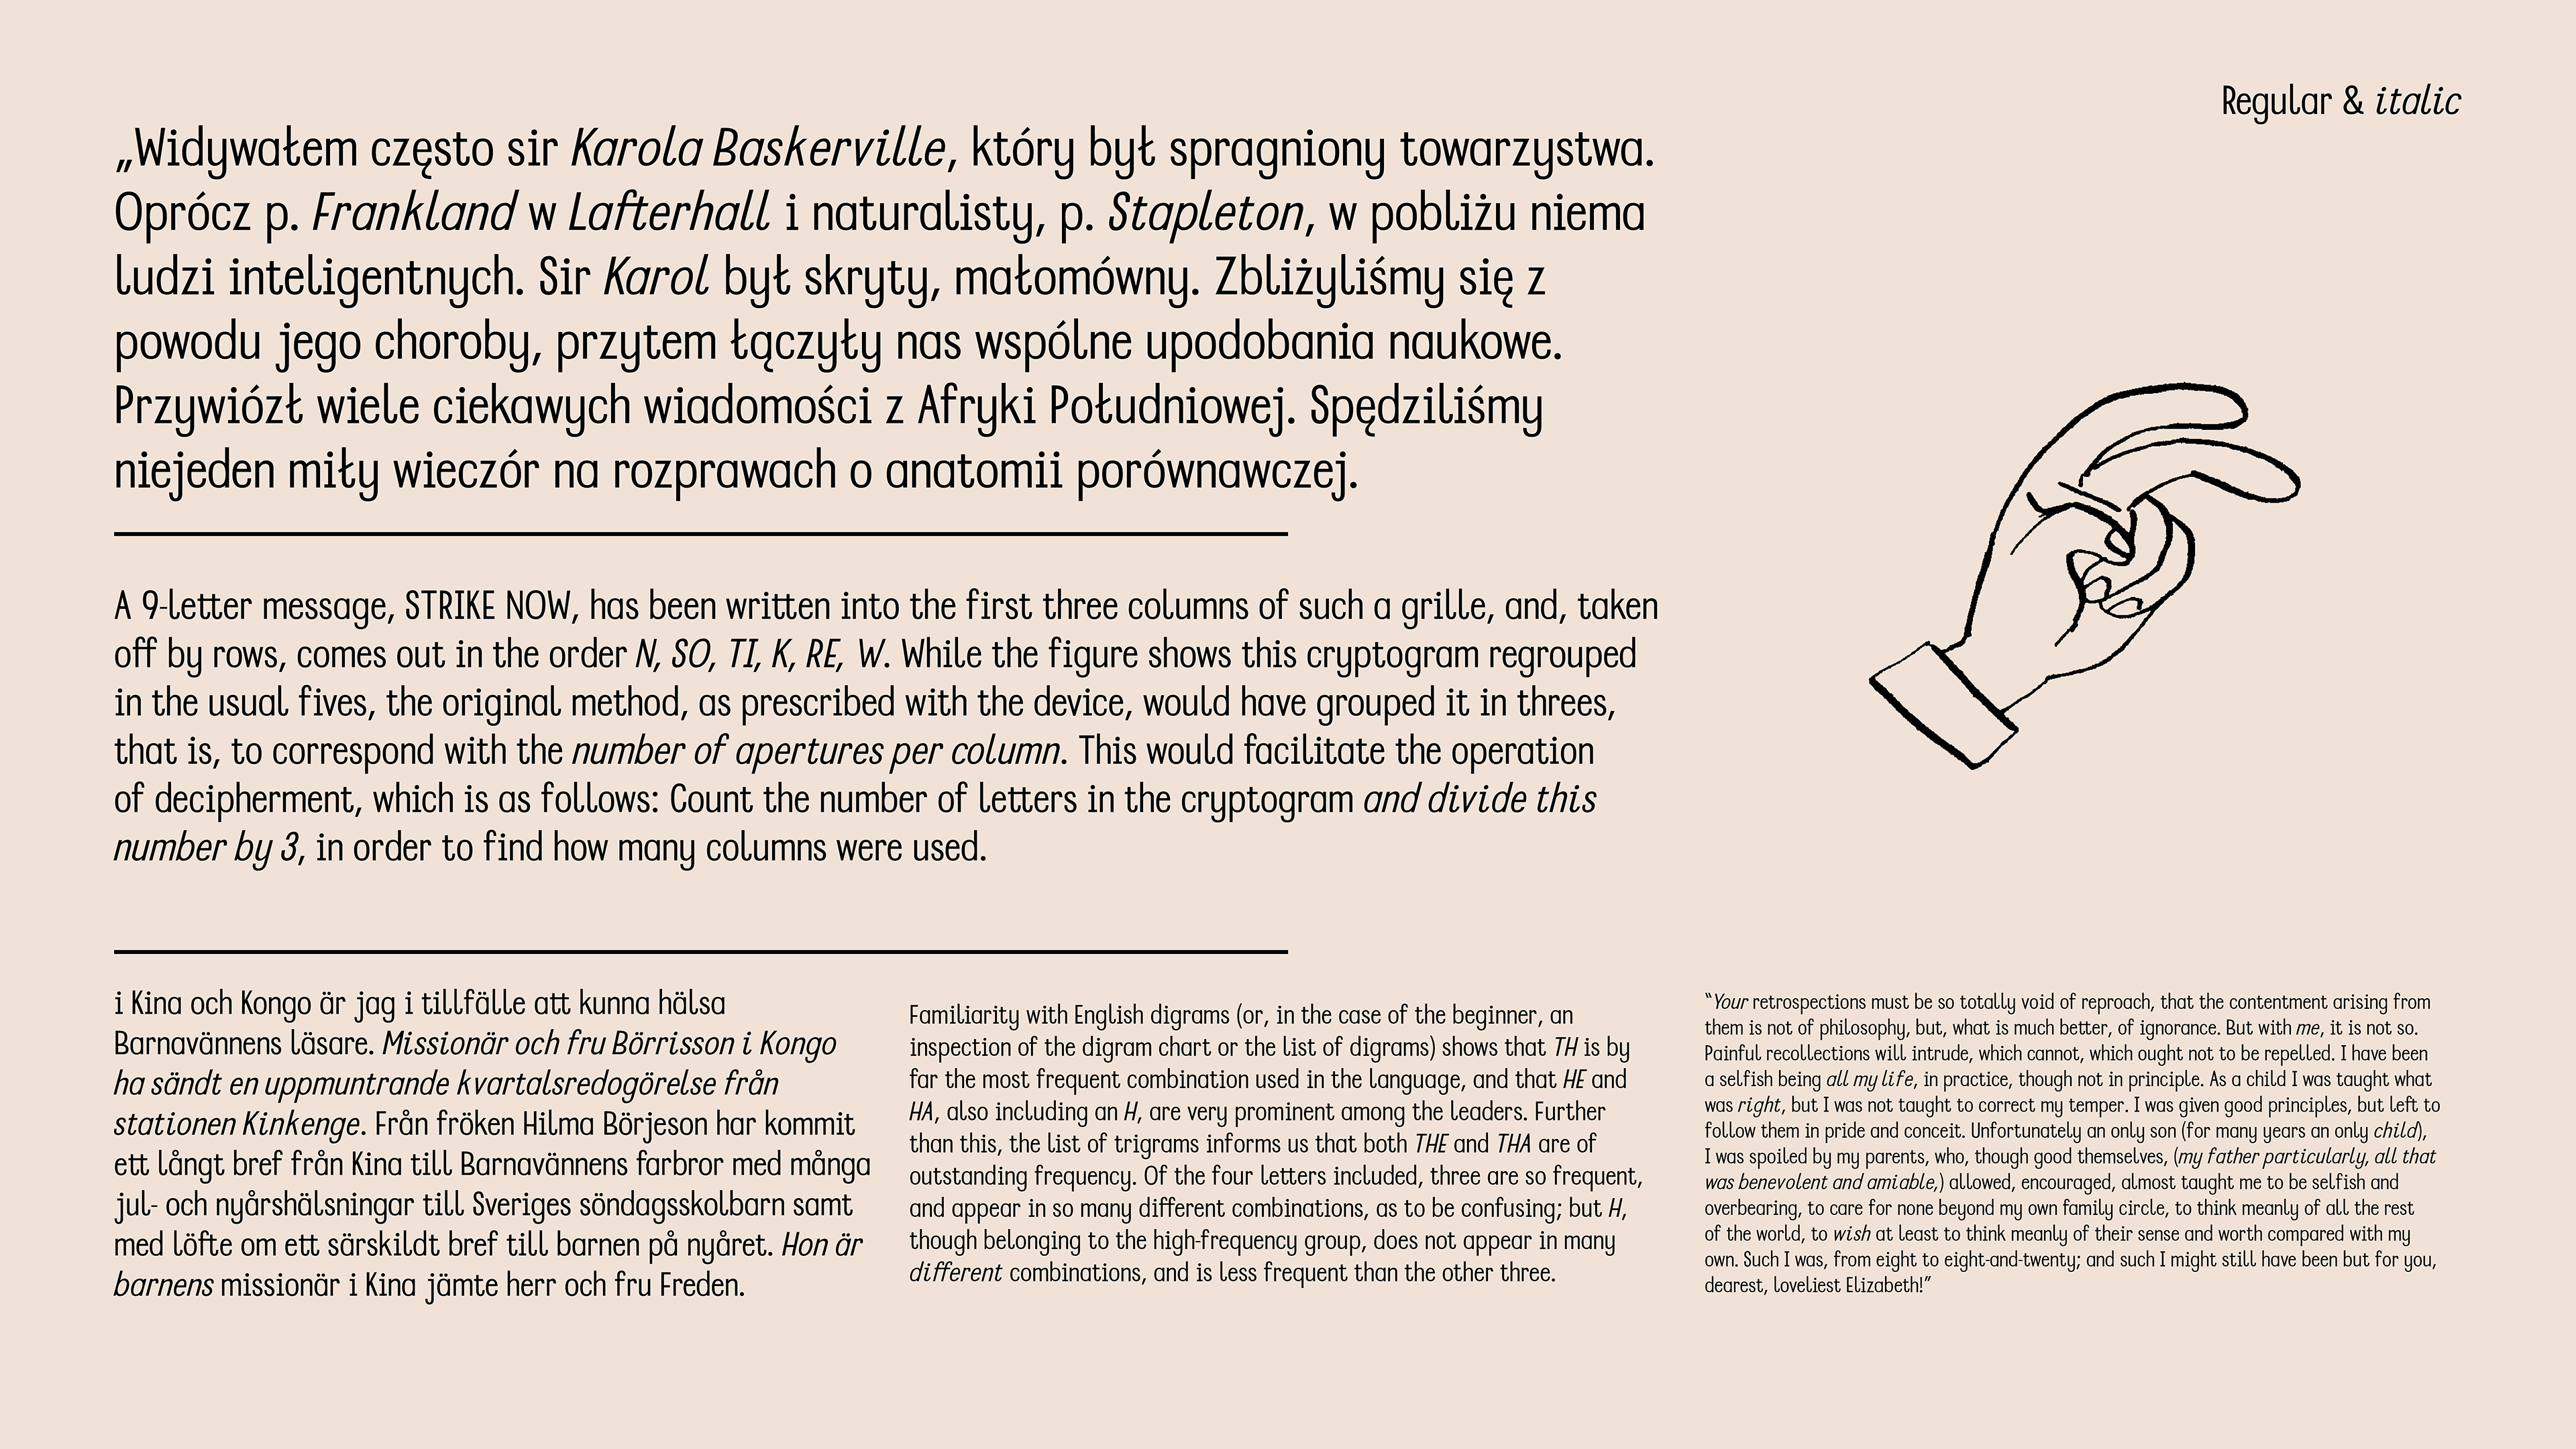 Regular & italic
„Widywałem często sir Karola Baskerville, który był spragniony towarzystwa.
Oprócz p. Frankland w Lafterhall i naturalisty, p. Stapleton, w pobliżu niema
ludzi inteligentnych. Sir Karol był skryty, małomówny. Zbliżyliśmy się z
powodu jego choroby, przytem łączyły nas wspólne upodobania naukowe.
Przywiózł wiele ciekawych wiadomości z Afryki Południowej. Spędziliśmy
niejeden miły wieczór na rozprawach o anatomii porównawczej.
A 9-letter message, STRIKE NOW, has been written into the first three columns of such a grille, and, taken
off by rows, comes out in the order N, SO, TI, K, RE, W. While the figure shows this cryptogram regrouped
in the usual fives, the original method, as prescribed with the device, would have grouped it in threes,
that is, to correspond with the number of apertures per column. This would facilitate the operation
of decipherment, which is as follows: Count the number of letters in the cryptogram and divide this
number by 3, in order to find how many columns were used.
i Kina och Kongo är jag i tillfälle att kunna hälsa
Barnavännens läsare. Missionär och fru Börrisson i Kongo
ha sändt en uppmuntrande kvartalsredogörelse från
stationen Kinkenge. Från fröken Hilma Börjeson har kommit
ett långt bref från Kina till Barnavännens farbror med många
jul- och nyårshälsningar till Sveriges söndagsskolbarn samt
med löfte om ett särskildt bref till barnen på nyåret. Hon är
barnens missionär i Kina jämte herr och fru Freden.
Familiarity with English digrams (or, in the case of the beginner, an
inspection of the digram chart or the list of digrams) shows that TH is by
far the most frequent combination used in the language, and that HE and
HA, also including an H, are very prominent among the leaders. Further
than this, the list of trigrams informs us that both THE and THA are of
outstanding frequency. Of the four letters included, three are so frequent,
and appear in so many different combinations, as to be confusing; but H,
though belonging to the high-frequency group, does not appear in many
different combinations, and is less frequent than the other three.
“Your retrospections must be so totally void of reproach, that the contentment arising from
them is not of philosophy, but, what is much better, of ignorance. But with me, it is not so.
Painful recollections will intrude, which cannot, which ought not to be repelled. I have been
a selfish being all my life, in practice, though not in principle. As a child I was taught what
was right, but I was not taught to correct my temper. I was given good principles, but left to
follow them in pride and conceit. Unfortunately an only son (for many years an only child),
I was spoiled by my parents, who, though good themselves, (my father particularly, all that
was benevolent and amiable,) allowed, encouraged, almost taught me to be selfish and
overbearing, to care for none beyond my own family circle, to think meanly of all the rest
of the world, to wish at least to think meanly of their sense and worth compared with my
own. Such I was, from eight to eight-and-twenty; and such I might still have been but for you,
dearest, loveliest Elizabeth!”